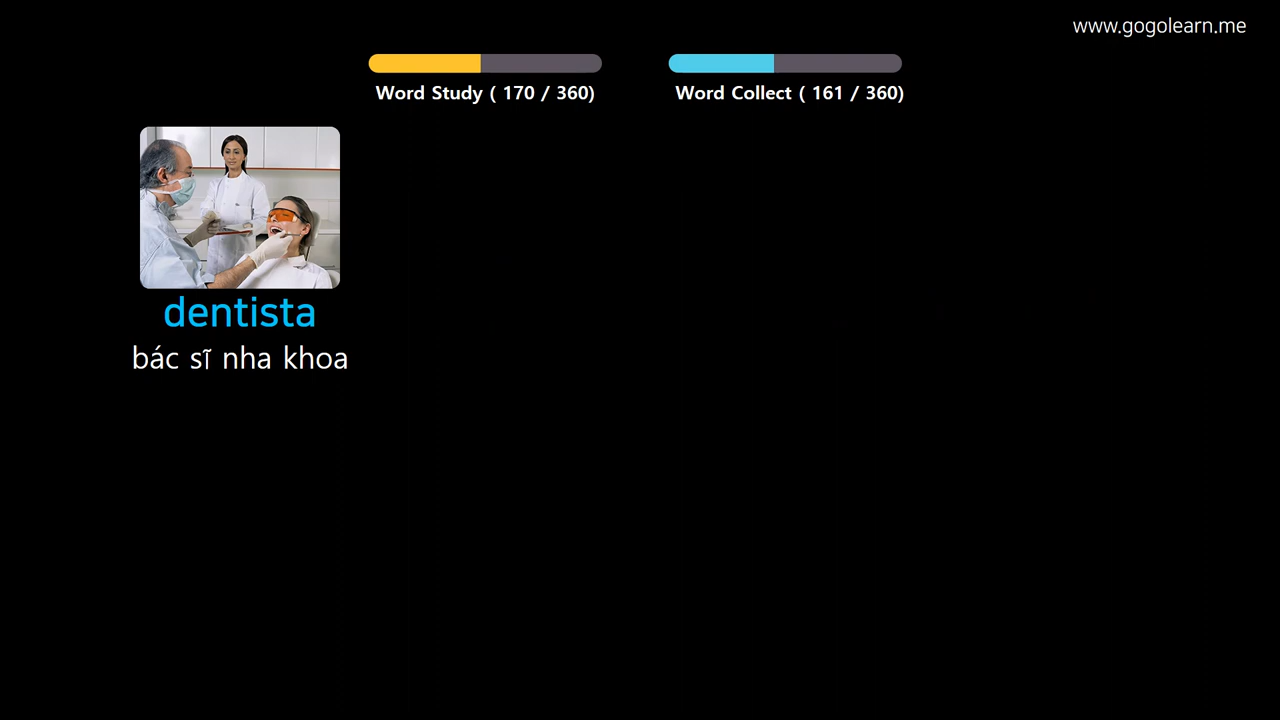 www.gogolearn.me
Word Study ( 170 / 360)
Word Collect ( 161 / 360)
dentista
bác sĩ nha khoa